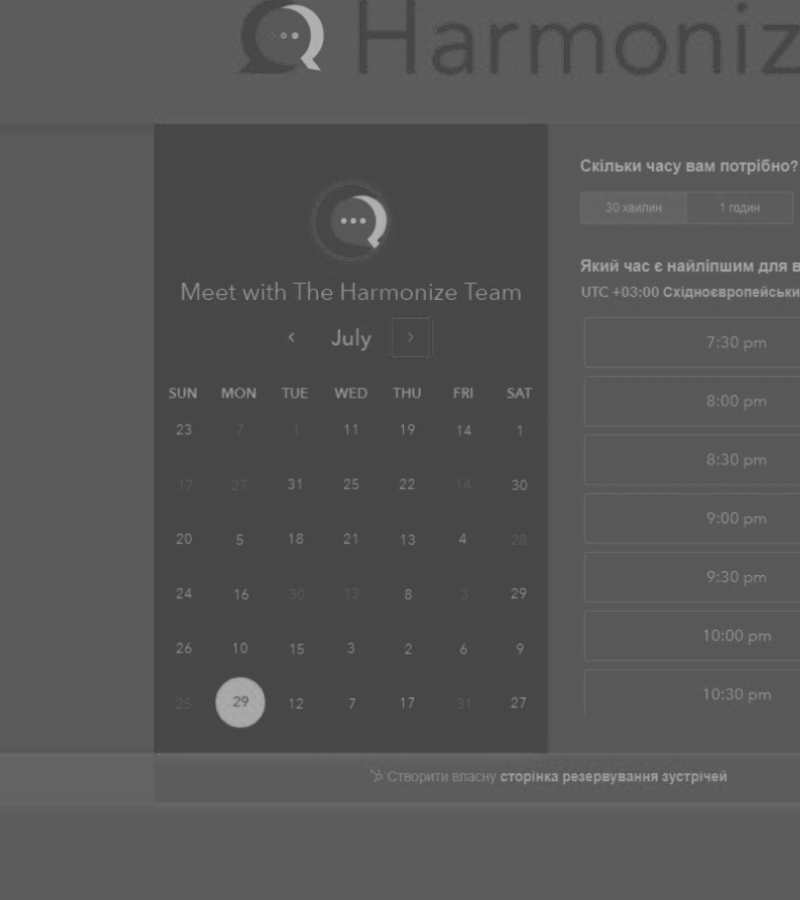 Harmoniz
Скільки часу вам потрібно?
30 хвилин 1 годин
Який час є найліпшим для в
UTC +03:00 Східноєвропейськи
7:30 pm
8:00 pm
8:30 pm
9:00 pm
9:30 pm
10:00 pm
10:30 pm
Meet with The Harmonize Team
July
SUN MON TUE WED THU FRI SAT
23 7 1 11 19 14 1
17 27 31 25 22 14 30
20 5 18 21 13 4 28
24 16 30 13 8 3 29
26 10 15 3 2 6 9
25 29 12 7 17 31 27
Створити власну сторінка резервування зустрічей